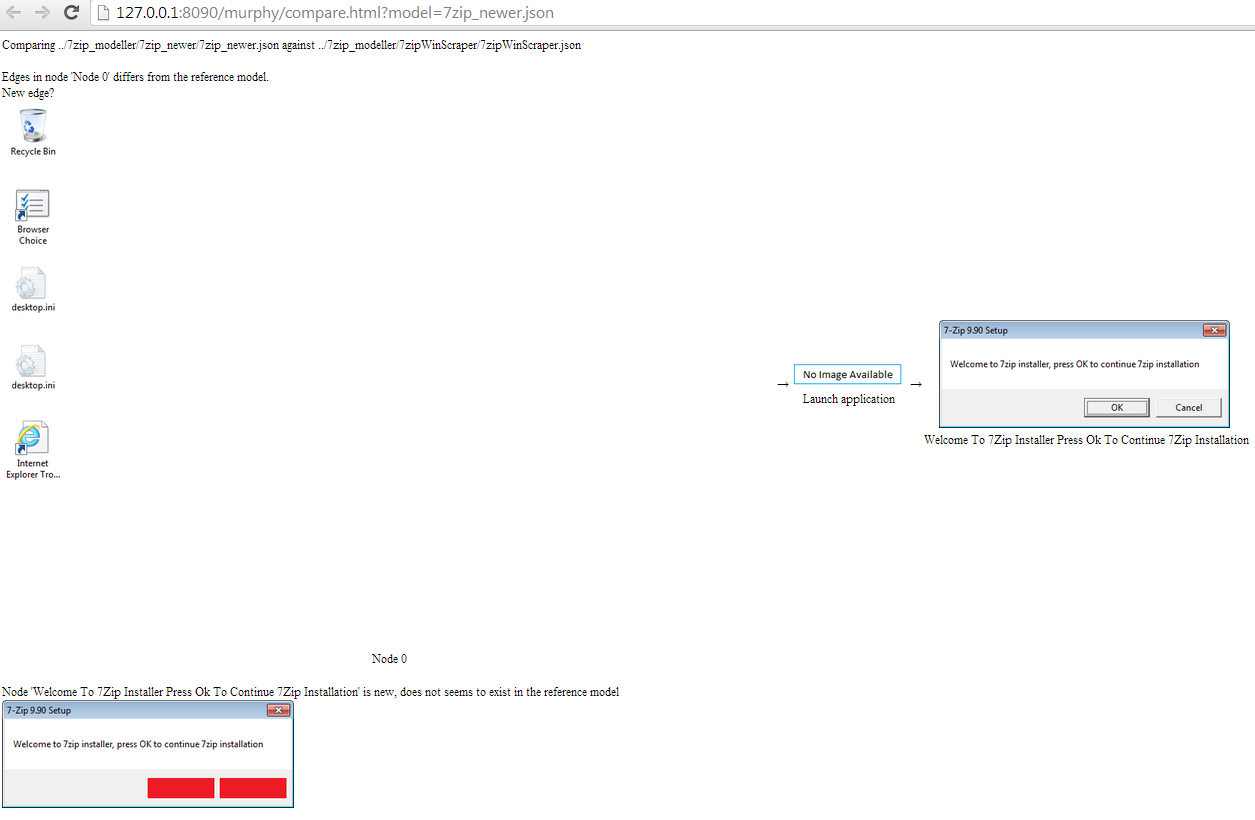 127.0.0.1:8090/murphy/compare.html?model=7zip_newer.json
Comparing ../7zip_modeller/7zip_newer/7zip_newer.json against ../7zip_modeller/7zipWinScraper/7zipWinScraper.json
Edges in node 'Node 0' differs from the reference model.
New edge?
Recycle Bin
Browser
Choice
desktop.ini
desktop.ini
Internet
Explorer Tro...
→
No Image Available
Launch application
→
7-Zip 9.90 Setup
Welcome to 7zip installer, press OK to continue 7zip installation
OK
Cancel
Welcome To 7Zip Installer Press Ok To Continue 7Zip Installation
Node 0
Node 'Welcome To 7Zip Installer Press Ok To Continue 7Zip Installation' is new, does not seems to exist in the reference model
7-Zip 9.90 Setup
Welcome to 7zip installer, press OK to continue 7zip installation